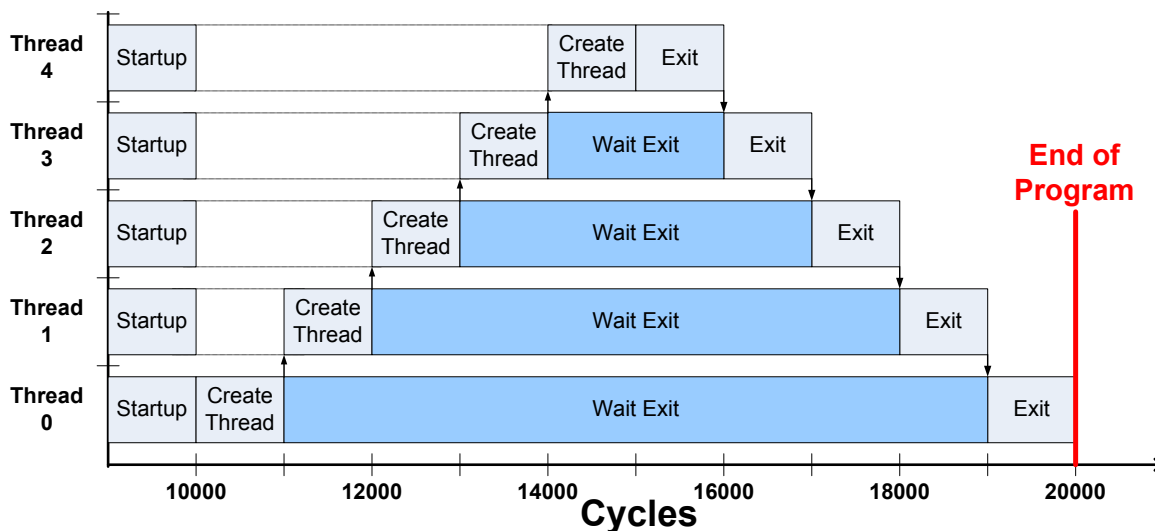 Thread
4
Startup
Create
Thread
Exit
Thread
3
Startup
Create
Thread
Wait Exit
Exit
End of
Program
Thread
2
Startup
Create
Thread
Wait Exit
Exit
Thread
1
Startup
Create
Thread
Wait Exit
Exit
Thread
0
Startup
Create
Thread
Wait Exit
Exit
10000 12000 14000 16000 18000 20000
Cycles